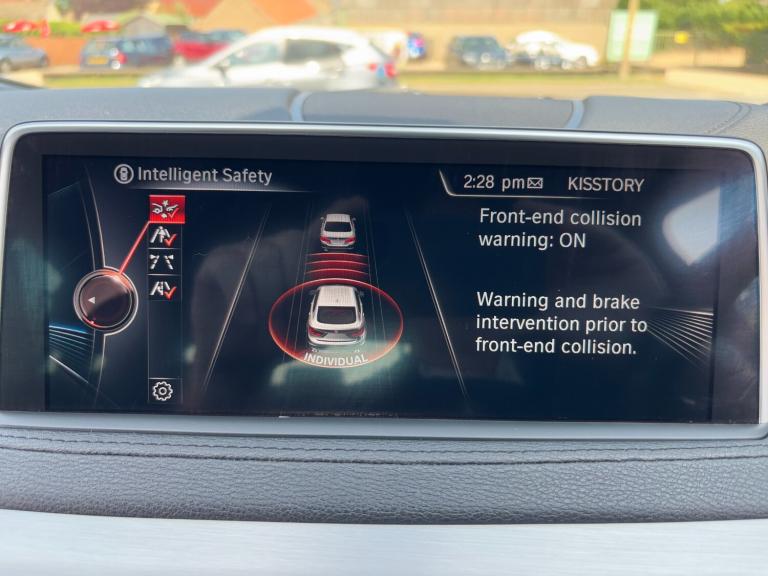 Intelligent Safety
2:28 pm
KISSTORY
Front-end collision
warning: ON
Warning and brake
intervention prior to
front-end collision.
INDIVIDUAL